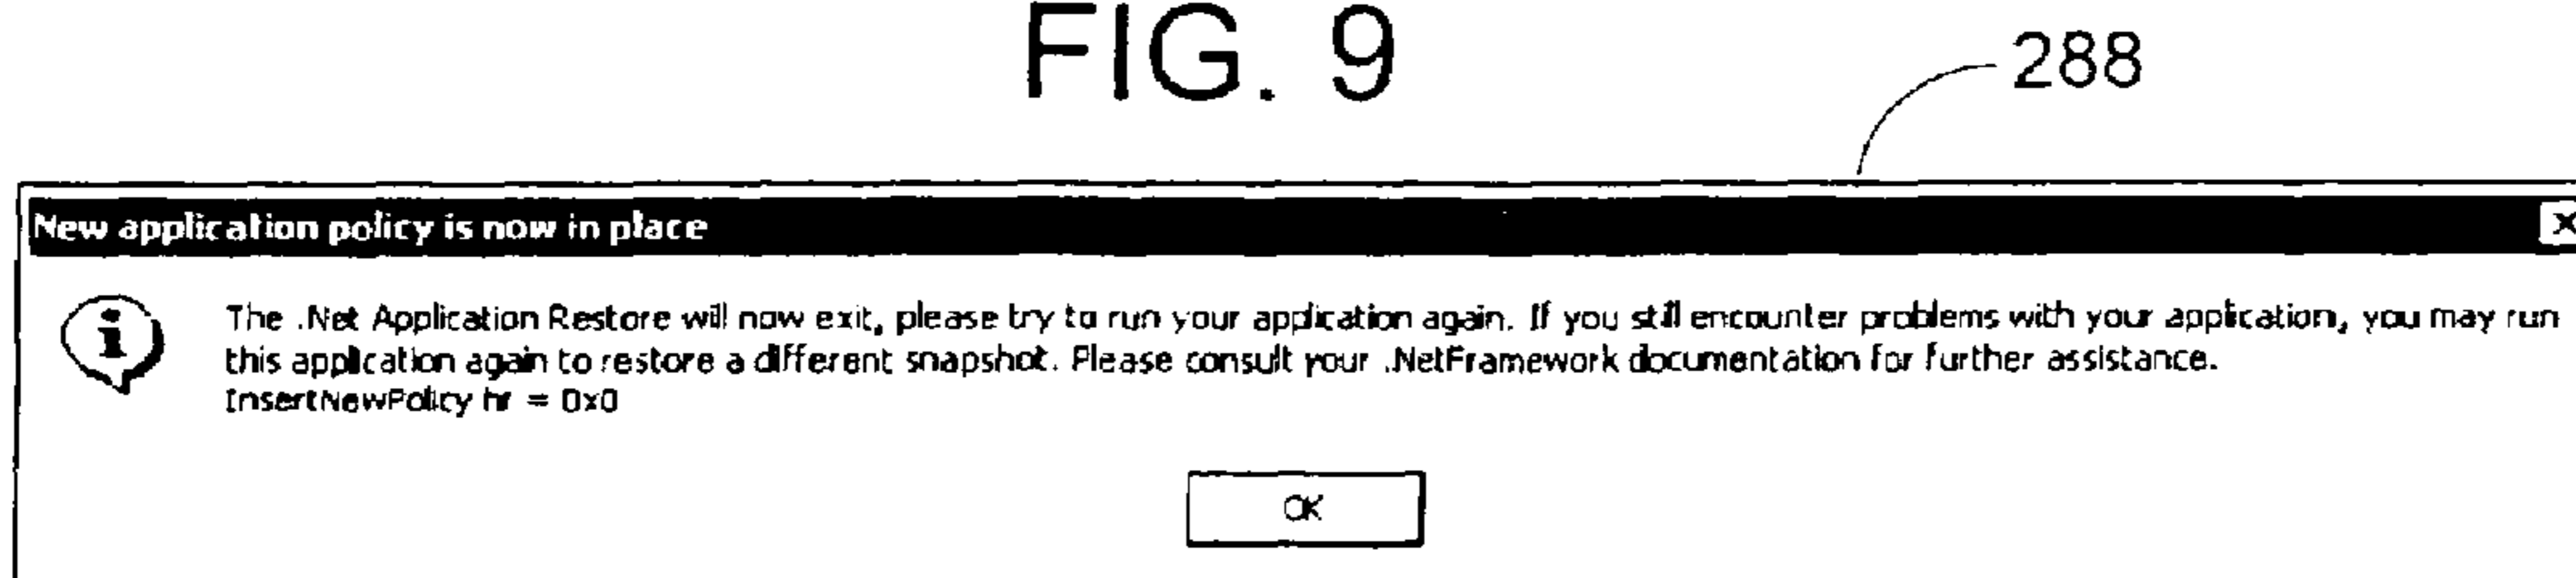 FIG. 9
288
New application policy is now in place
The .Net Application Restore will now exit, please try to run your application again. If you still encounter problems with your application, you may run
this application again to restore a different snapshot. Please consult your .NetFramework documentation for further assistance.
InsertNewPolicy hr = 0x0
OK